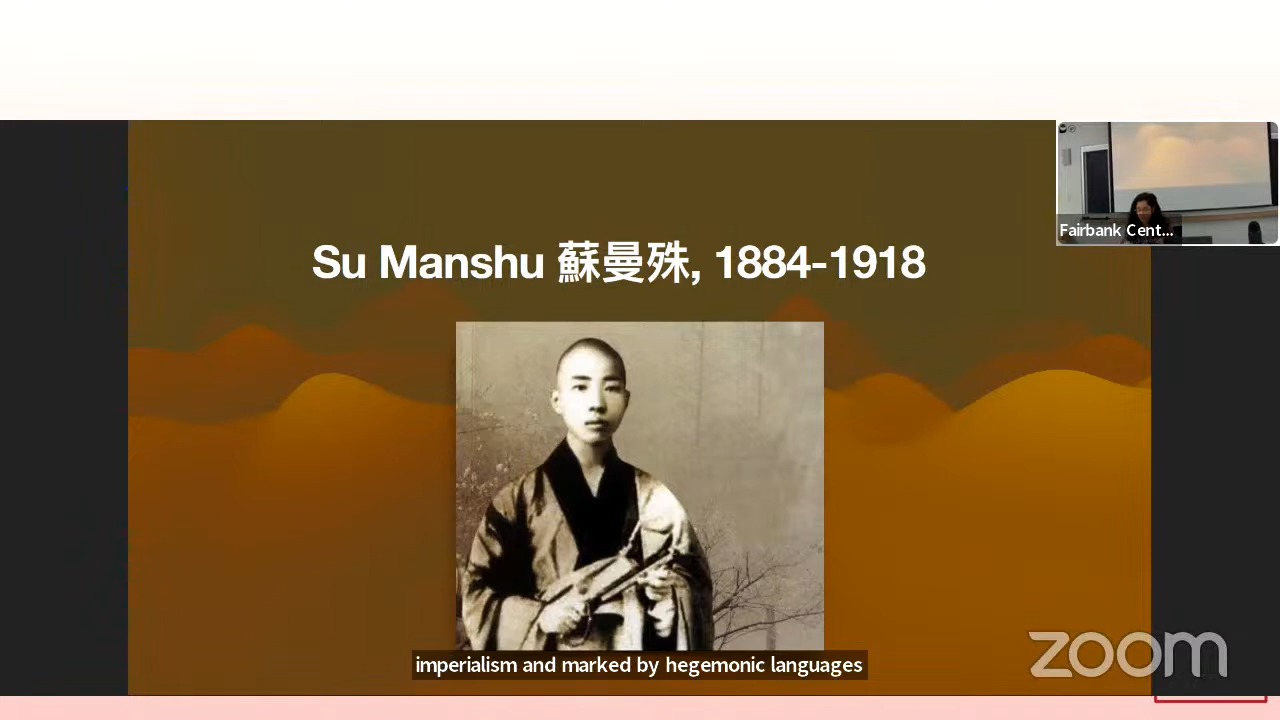 Su Manshu 蘇曼殊, 1884-1918
Fairbank Cent...
imperialism and marked by hegemonic languages
zoom